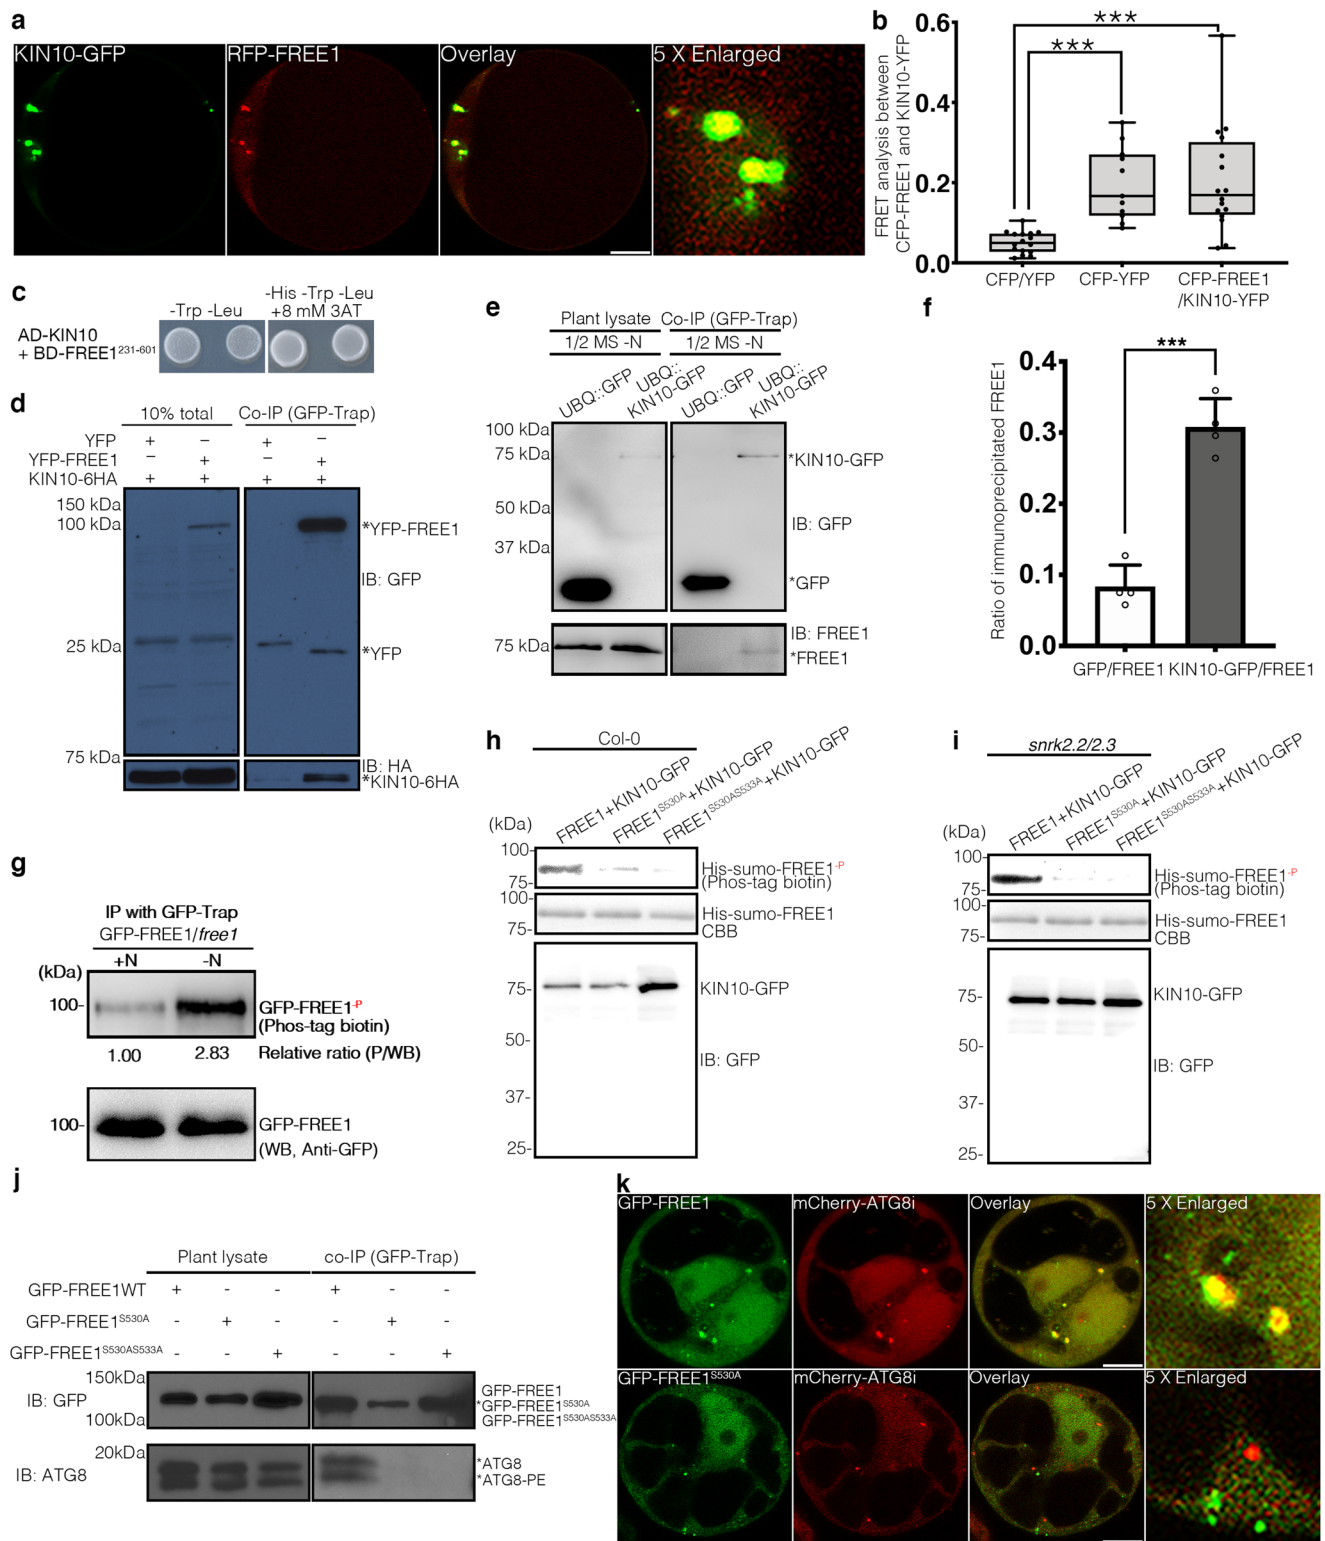 a
KIN10-GFP
RFP-FREE1
Overlay
5 X Enlarged
b
FRET analysis between
CFP-FREE1 and KIN10-YFP
0.6
0.4
0.2
0.0
***
***
CFP/YFP
CFP-YFP
CFP-FREE1
/KIN10-YFP
c
-Trp -Leu
-His -Trp -Leu
+8 mM 3AT
AD-KIN10
+ BD-FREE1231-601
d
10% total
Co-IP (GFP-Trap)
YFP + – + –
YFP-FREE1 – + – +
KIN10-6HA + + + +
150 kDa
100 kDa
25 kDa
75 kDa
*YFP-FREE1
IB: GFP
*YFP
IB: HA
*KIN10-6HA
e
Plant lysate
Co-IP (GFP-Trap)
1/2 MS -N
1/2 MS -N
UBQ::GFP
UBQ::
KIN10-GFP
UBQ::GFP
UBQ::
KIN10-GFP
100 kDa
75 kDa
50 kDa
37 kDa
75 kDa
*KIN10-GFP
IB: GFP
*GFP
IB: FREE1
*FREE1
f
Ratio of immunoprecipitated FREE1
0.4
0.3
0.2
0.1
0.0
***
GFP/FREE1
KIN10-GFP/FREE1
g
IP with GFP-Trap
GFP-FREE1/free1
(kDa)
+N
-N
100-
GFP-FREE1-P
(Phos-tag biotin)
1.00
2.83
Relative ratio (P/WB)
100-
GFP-FREE1
(WB, Anti-GFP)
h
Col-0
FREE1+KIN10-GFP
FREE1S530A+KIN10-GFP
FREE1S530AS533A+KIN10-GFP
(kDa)
100-
75-
His-sumo-FREE1-P
(Phos-tag biotin)
100-
75-
His-sumo-FREE1
CBB
75-
50-
37-
25-
KIN10-GFP
IB: GFP
i
snrk2.2/2.3
FREE1+KIN10-GFP
FREE1S530A+KIN10-GFP
FREE1S530AS533A+KIN10-GFP
(kDa)
100-
75-
His-sumo-FREE1-P
(Phos-tag biotin)
100-
75-
His-sumo-FREE1
CBB
75-
50-
37-
25-
KIN10-GFP
IB: GFP
j
Plant lysate
co-IP (GFP-Trap)
GFP-FREE1WT + - - + - -
GFP-FREE1S530A - + - - + -
GFP-FREE1S530AS533A - - + - - +
150kDa
IB: GFP
100kDa
GFP-FREE1
*GFP-FREE1S530A
GFP-FREE1S530AS533A
20kDa
IB: ATG8
*ATG8
*ATG8-PE
k
GFP-FREE1
mCherry-ATG8i
Overlay
5 X Enlarged
GFP-FREE1S530A
mCherry-ATG8i
Overlay
5 X Enlarged